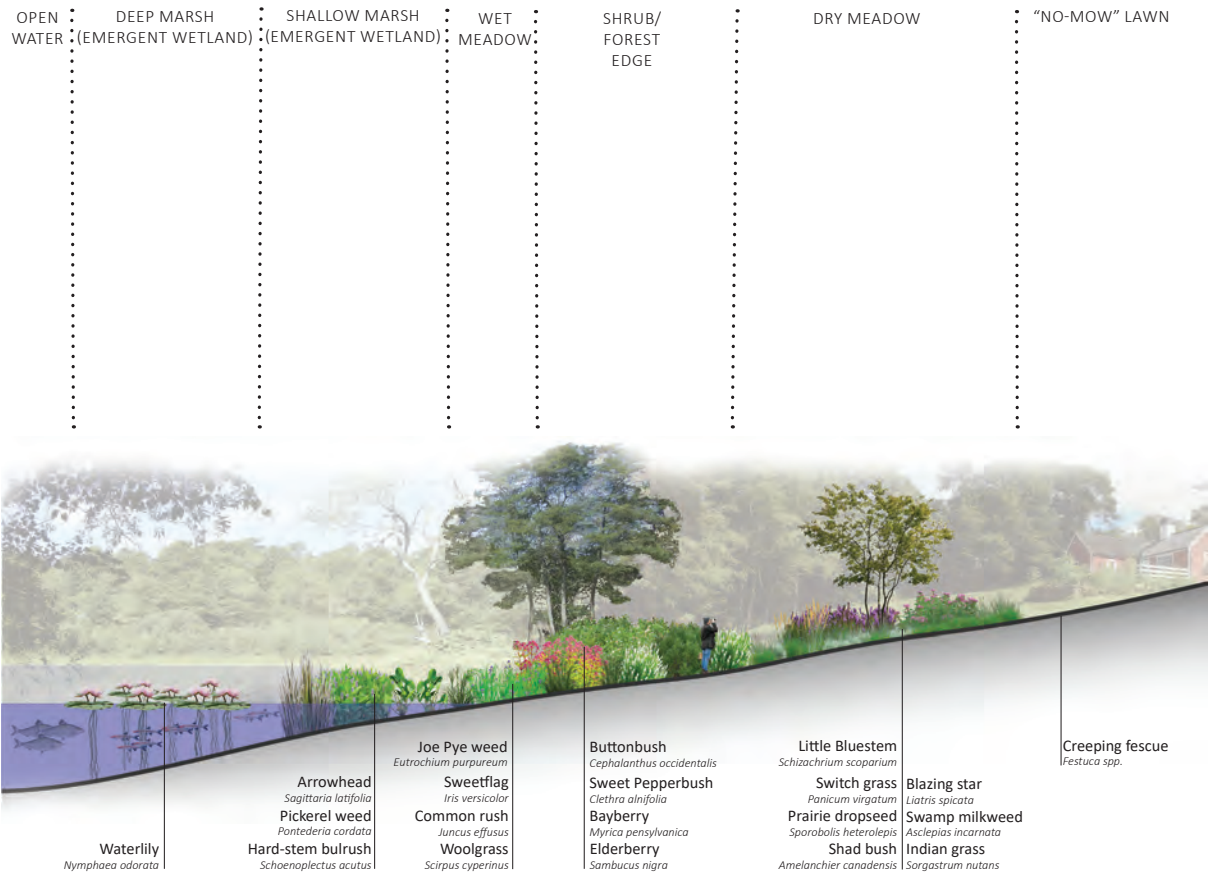 OPEN
WATER
DEEP MARSH
(EMERGENT WETLAND)
SHALLOW MARSH
(EMERGENT WETLAND)
WET
MEADOW
SHRUB/
FOREST
EDGE
DRY MEADOW
“NO-MOW” LAWN
Waterlily
Nymphaea odorata
Arrowhead
Sagittaria latifolia
Pickerel weed
Pontederia cordata
Hard-stem bulrush
Schoenoplectus acutus
Joe Pye weed
Eutrochium purpureum
Sweetflag
Iris versicolor
Common rush
Juncus effusus
Woolgrass
Scirpus cyperinus
Buttonbush
Cephalanthus occidentalis
Sweet Pepperbush
Clethra alnifolia
Bayberry
Myrica pensylvanica
Elderberry
Sambucus nigra
Little Bluestem
Schizachrium scoparium
Switch grass
Panicum virgatum
Prairie dropseed
Sporobolis heterolepis
Shad bush
Amelanchier canadensis
Blazing star
Liatris spicata
Swamp milkweed
Asclepias incarnata
Indian grass
Sorgastrum nutans
Creeping fescue
Festuca spp.